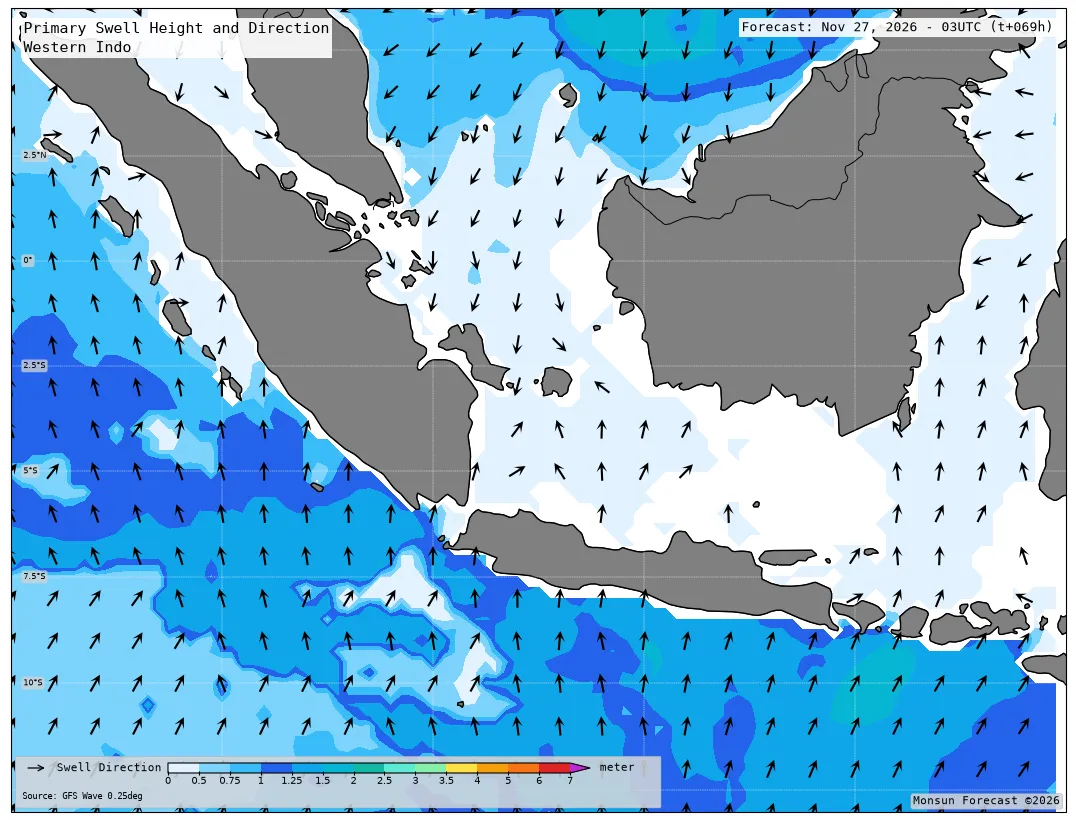 Primary Swell Height and Direction
Western Indo
Forecast: Nov 27, 2026 - 03UTC (t+069h)
2.5°N
0°
2.5°S
5°S
7.5°S
10°S
Swell Direction
0 0.5 0.75 1 1.25 1.5 2 2.5 3 3.5 4 5 6 7
meter
Source: GFS Wave 0.25deg
Monsun Forecast ©2026